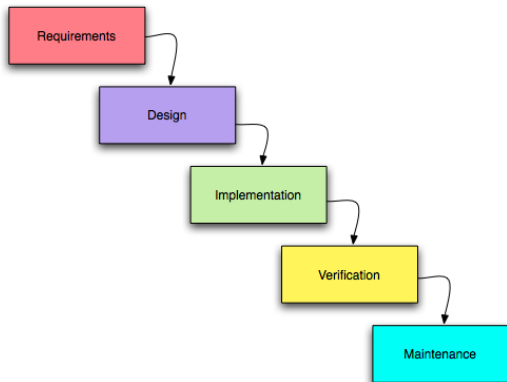 Requirements
Design
Implementation
Verification
Maintenance